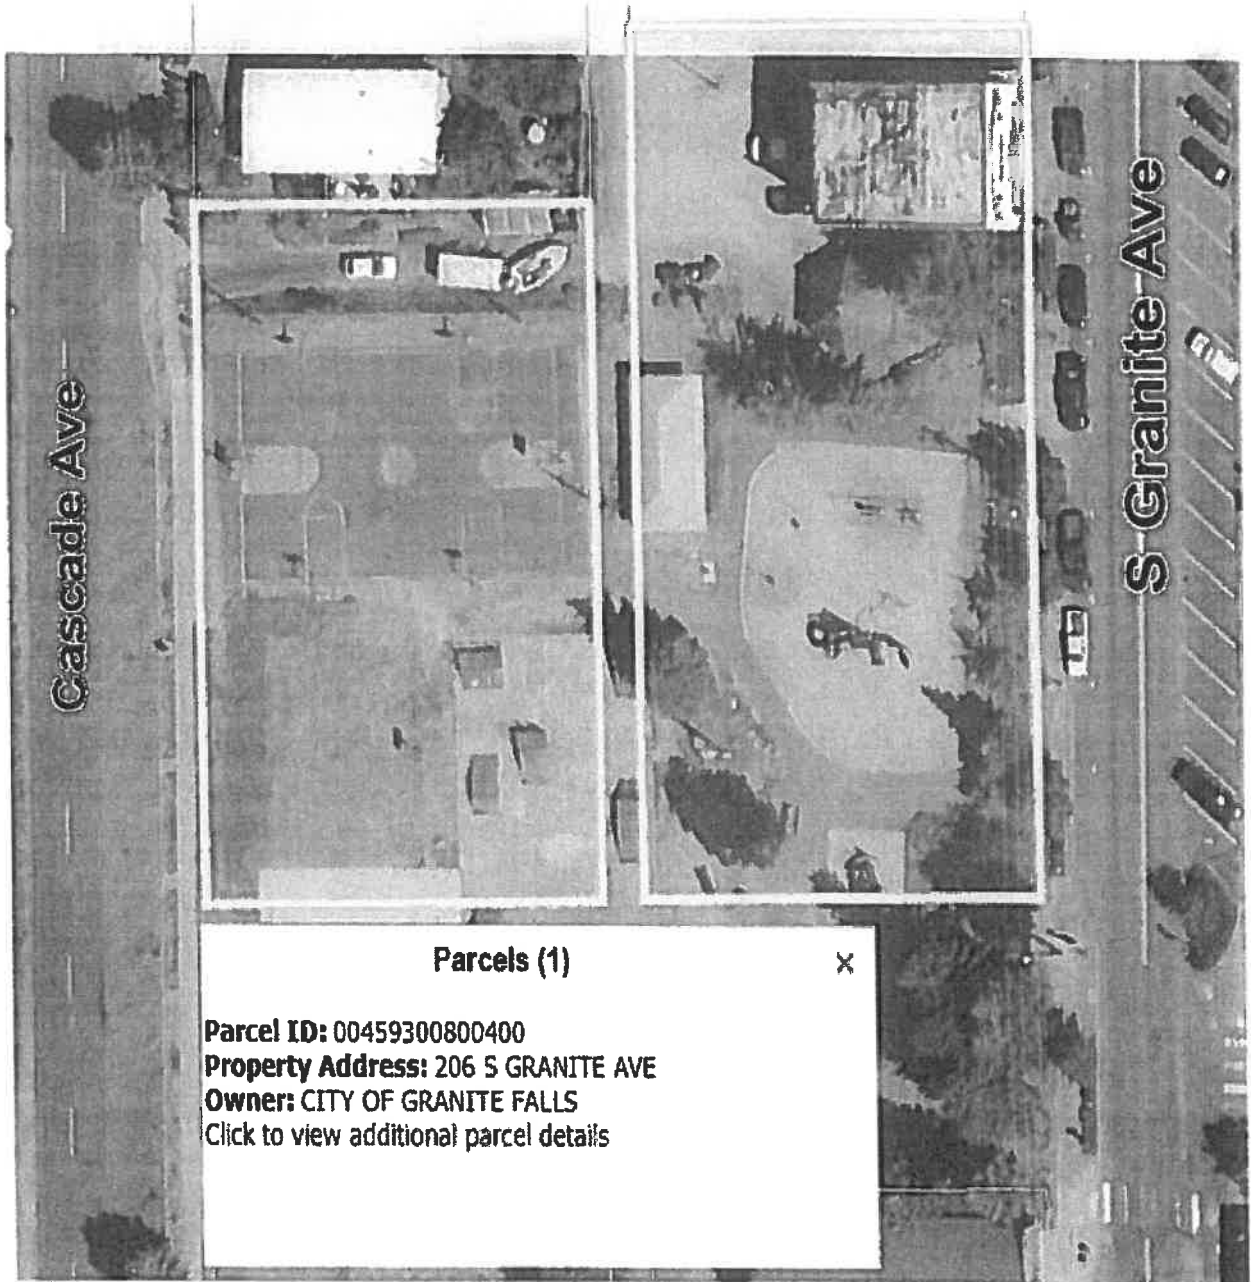 Cascade Ave
S Granite Ave
Parcels (1) X
Parcel ID: 00459300800400
Property Address: 206 S GRANITE AVE
Owner: CITY OF GRANITE FALLS
Click to view additional parcel details